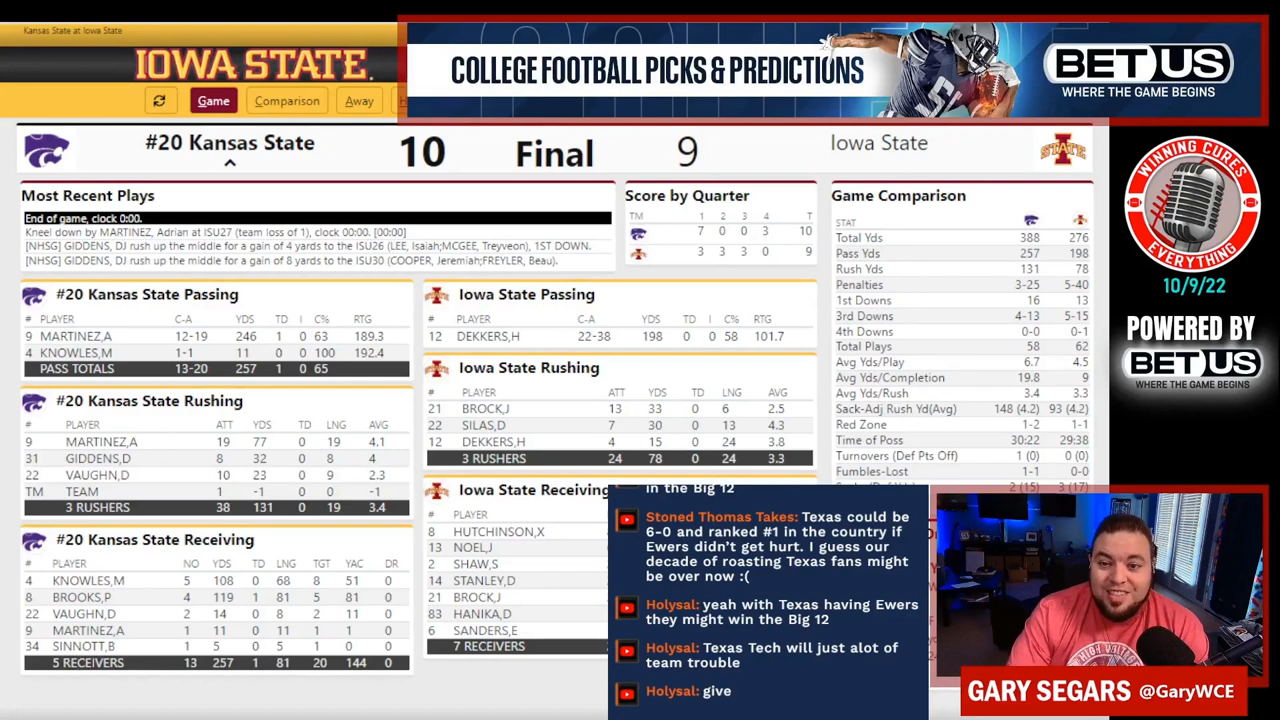 Kansas State at Iowa State
IOWA STATE
Game
Comparison
Away
COLLEGE FOOTBALL PICKS & PREDICTIONS
BETUS
WHERE THE GAME BEGINS
#20 Kansas State 10 Final 9 Iowa State
STATE
Most Recent Plays
End of game, clock 0:00.
Kneel down by MARTINEZ, Adrian at ISU27 (team loss of 1), clock 00:00. [00:00]
[NHSG] GIDDENS, DJ rush up the middle for a gain of 4 yards to the ISU26 (LEE, Isaiah;MCGEE, Treyveon), 1ST DOWN.
[NHSG] GIDDENS, DJ rush up the middle for a gain of 8 yards to the ISU30 (COOPER, Jeremiah;FREYLER, Beau).
Score by Quarter
TM 1 2 3 4 T
7 0 0 3 10
3 3 3 0 9
Game Comparison
STAT
Total Yds 388 276
Pass Yds 257 198
Rush Yds 131 78
Penalties 3-25 5-40
1st Downs 16 13
3rd Downs 4-13 5-15
4th Downs 0-0 0-1
Total Plays 58 62
Avg Yds/Play 6.7 4.5
Avg Yds/Completion 19.8 9
Avg Yds/Rush 3.4 3.3
Sack-Adj Rush Yd(Avg) 148 (4.2) 93 (4.2)
Red Zone 1-2 1-1
Time of Poss 30:22 29:38
Turnovers (Def Pts Off) 1 (0) 0 (0)
Fumbles-Lost 1-1 0-0
#20 Kansas State Passing
# PLAYER C-A YDS TD I C% RTG
9 MARTINEZ,A 12-19 246 1 0 63 189.3
4 KNOWLES,M 1-1 11 0 0 100 192.4
PASS TOTALS 13-20 257 1 0 65
#20 Kansas State Rushing
# PLAYER ATT YDS TD LNG AVG
9 MARTINEZ,A 19 77 0 19 4.1
31 GIDDENS,D 8 32 0 8 4
22 VAUGHN,D 10 23 0 9 2.3
TM TEAM 1 -1 0 0 -1
3 RUSHERS 38 131 0 19 3.4
#20 Kansas State Receiving
# PLAYER NO YDS TD LNG TGT YAC DR
4 KNOWLES,M 5 108 0 68 8 51 0
8 BROOKS,P 4 119 1 81 5 81 0
22 VAUGHN,D 2 14 0 8 2 11 0
9 MARTINEZ,A 1 11 0 11 1 1 0
34 SINNOTT,B 1 5 0 5 1 0 0
5 RECEIVERS 13 257 1 81 20 144 0
Iowa State Passing
# PLAYER C-A YDS TD I C% RTG
12 DEKKERS,H 22-38 198 0 0 58 101.7
Iowa State Rushing
# PLAYER ATT YDS TD LNG AVG
21 BROCK,J 13 33 0 6 2.5
22 SILAS,D 7 30 0 13 4.3
12 DEKKERS,H 4 15 0 24 3.8
3 RUSHERS 24 78 0 24 3.3
Iowa State Receiving
# PLAYER
8 HUTCHINSON,X
13 NOEL,J
2 SHAW,S
14 STANLEY,D
21 BROCK,J
83 HANIKA,D
6 SANDERS,E
7 RECEIVERS
in the Big 12
Stoned Thomas Takes: Texas could be
6-0 and ranked #1 in the country if
Ewers didn't get hurt. I guess our
decade of roasting Texas fans might
be over now :(
Holysal: yeah with Texas having Ewers
they might win the Big 12
Holysal: Texas Tech will just alot of
team trouble
Holysal: give
WINNING CURES
EVERYTHING
10/9/22
POWERED BY
BETUS
WHERE THE GAME BEGINS
HIGH VOLTAGE
GARY SEGARS @GaryWCE